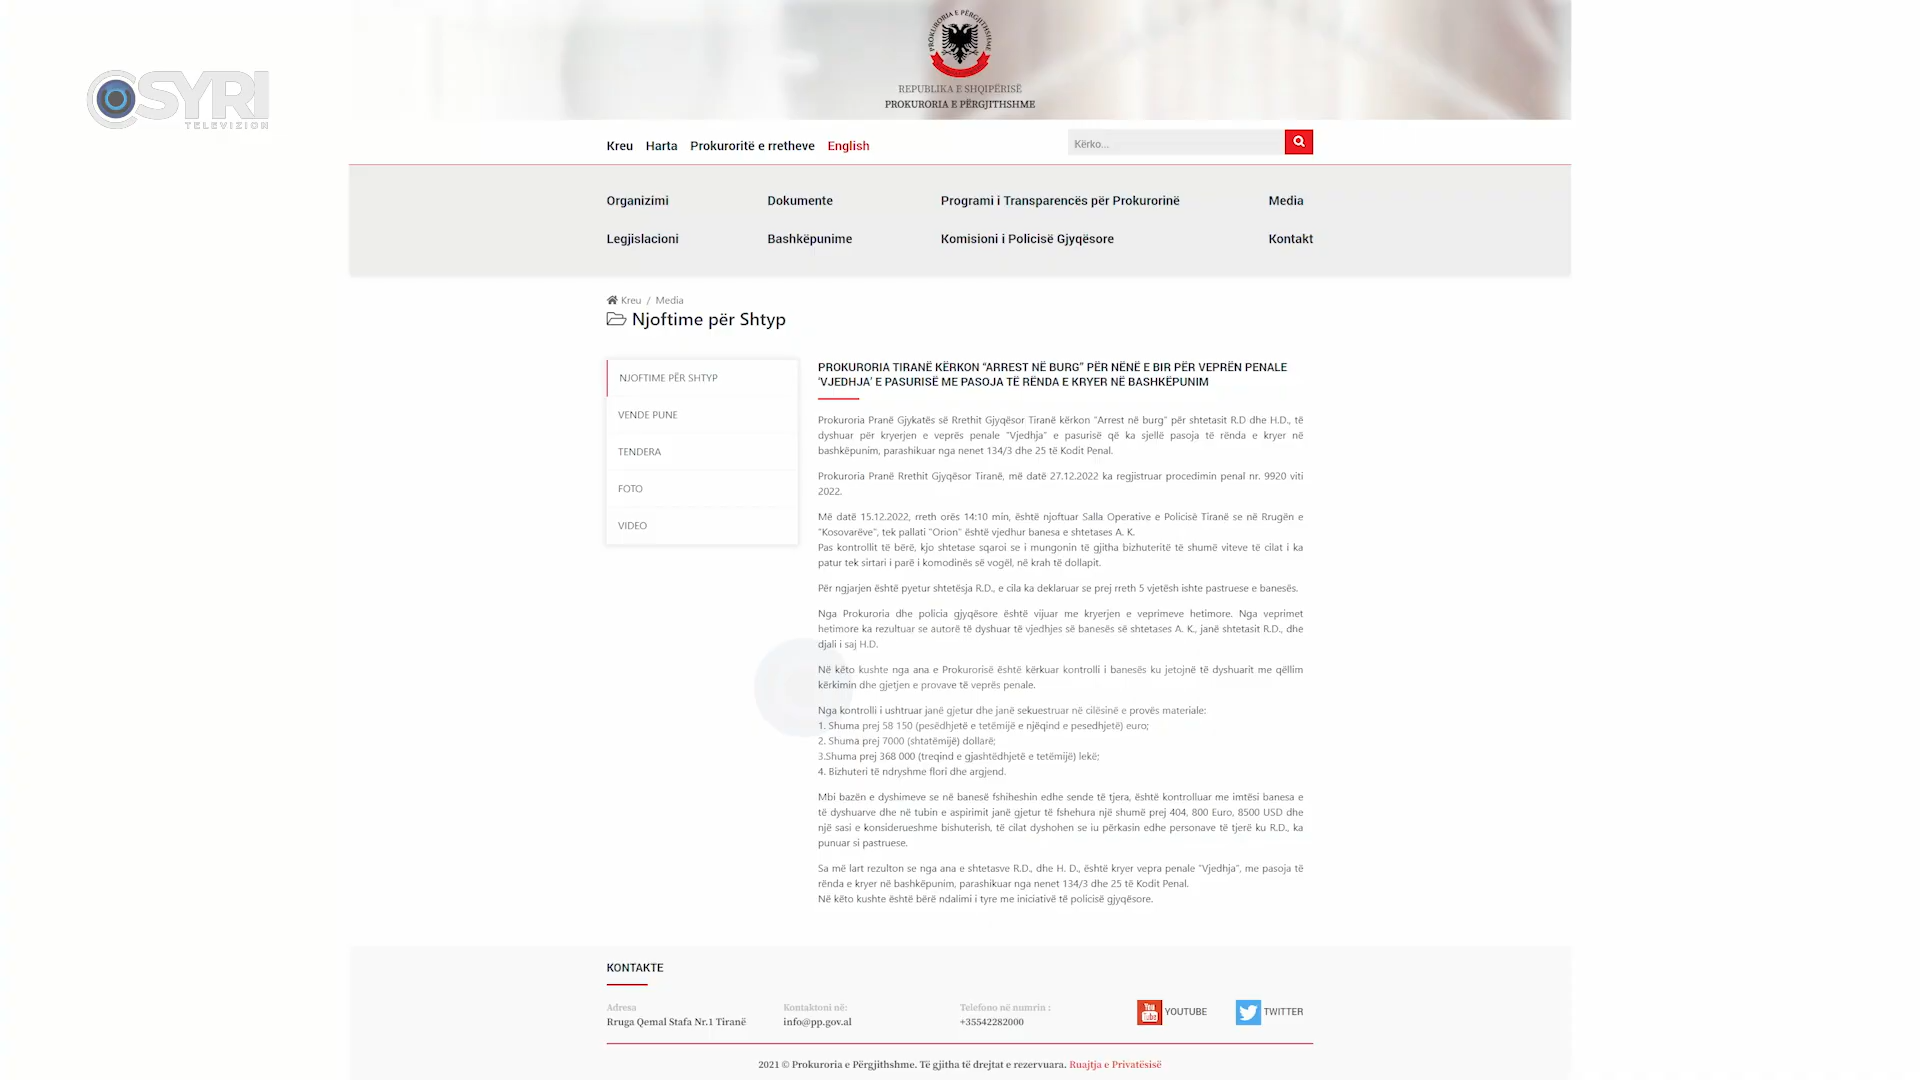 SYRI
TELEVIZION
PROKURORIA E PËRGJITHSHME
REPUBLIKA E SHQIPËRISË
PROKURORIA E PËRGJITHSHME
Kreu Harta Prokuroritë e rretheve English
Kërko...
Organizimi Dokumente Programi i Transparencës për Prokurorinë Media
Legjislacioni Bashkëpunime Komisioni i Policisë Gjyqësore Kontakt
Kreu / Media
Njoftime për Shtyp
NJOFTIME PËR SHTYP
VENDE PUNE
TENDERA
FOTO
VIDEO
PROKURORIA TIRANË KËRKON “ARREST NË BURG” PËR NËNË E BIR PËR VEPRËN PENALE
‘VJEDHJA’ E PASURISË ME PASOJA TË RËNDA E KRYER NË BASHKËPUNIM
Prokuroria Pranë Gjykatës së Rrethit Gjyqësor Tiranë kërkon “Arrest në burg” për shtetasit R.D dhe H.D., të
dyshuar për kryerjen e veprës penale “Vjedhja” e pasurisë që ka sjellë pasoja të rënda e kryer në
bashkëpunim, parashikuar nga nenet 134/3 dhe 25 të Kodit Penal.
Prokuroria Pranë Rrethit Gjyqësor Tiranë, më datë 27.12.2022 ka regjistruar procedimin penal nr. 9920 viti
2022.
Më datë 15.12.2022, rreth orës 14:10 min, është njoftuar Salla Operative e Policisë Tiranë se në Rrugën e
“Kosovarëve”, tek pallati “Orion” është vjedhur banesa e shtetases A. K.
Pas kontrollit të bërë, kjo shtetase sqaroi se i mungonin të gjitha bizhuteritë të shumë viteve të cilat i ka
patur tek sirtari i parë i komodinës së vogël, në krah të dollapit.
Për ngjarjen është pyetur shtetësja R.D., e cila ka deklaruar se prej rreth 5 vjetësh ishte pastruese e banesës.
Nga Prokuroria dhe policia gjyqësore është vijuar me kryerjen e veprimeve hetimore. Nga veprimet
hetimore ka rezultuar se autorë të dyshuar të vjedhjes së banesës së shtetases A. K., janë shtetasit R.D., dhe
djali i saj H.D.
Në këto kushte nga ana e Prokurorisë është kërkuar kontrolli i banesës ku jetojnë të dyshuarit me qëllim
kërkimin dhe gjetjen e provave të veprës penale.
Nga kontrolli i ushtruar janë gjetur dhe janë sekuestruar në cilësinë e provës materiale:
1. Shuma prej 58 150 (pesëdhjetë e tetëmijë e njëqind e pesedhjetë) euro;
2. Shuma prej 7000 (shtatëmijë) dollarë;
3.Shuma prej 368 000 (treqind e gjashtëdhjetë e tetëmijë) lekë;
4. Bizhuteri të ndryshme flori dhe argjend.
Mbi bazën e dyshimeve se në banesë fshiheshin edhe sende të tjera, është kontrolluar me imtësi banesa e
të dyshuarve dhe në tubin e aspirimit janë gjetur të fshehura një shumë prej 404, 800 Euro, 8500 USD dhe
një sasi e konsiderueshme bishuterish, të cilat dyshohen se iu përkasin edhe personave të tjerë ku R.D., ka
punuar si pastruese.
Sa më lart rezulton se nga ana e shtetasve R.D., dhe H. D., është kryer vepra penale “Vjedhja”, me pasoja të
rënda e kryer në bashkëpunim, parashikuar nga nenet 134/3 dhe 25 të Kodit Penal.
Në këto kushte është bërë ndalimi i tyre me iniciativë të policisë gjyqësore.
KONTAKTE
Adresa Kontaktoni në: Telefono në numrin :
Rruga Qemal Stafa Nr.1 Tiranë info@pp.gov.al +35542282000
You Tube YOUTUBE TWITTER
2021 © Prokuroria e Përgjithshme. Të gjitha të drejtat e rezervuara. Ruajtja e Privatësisë